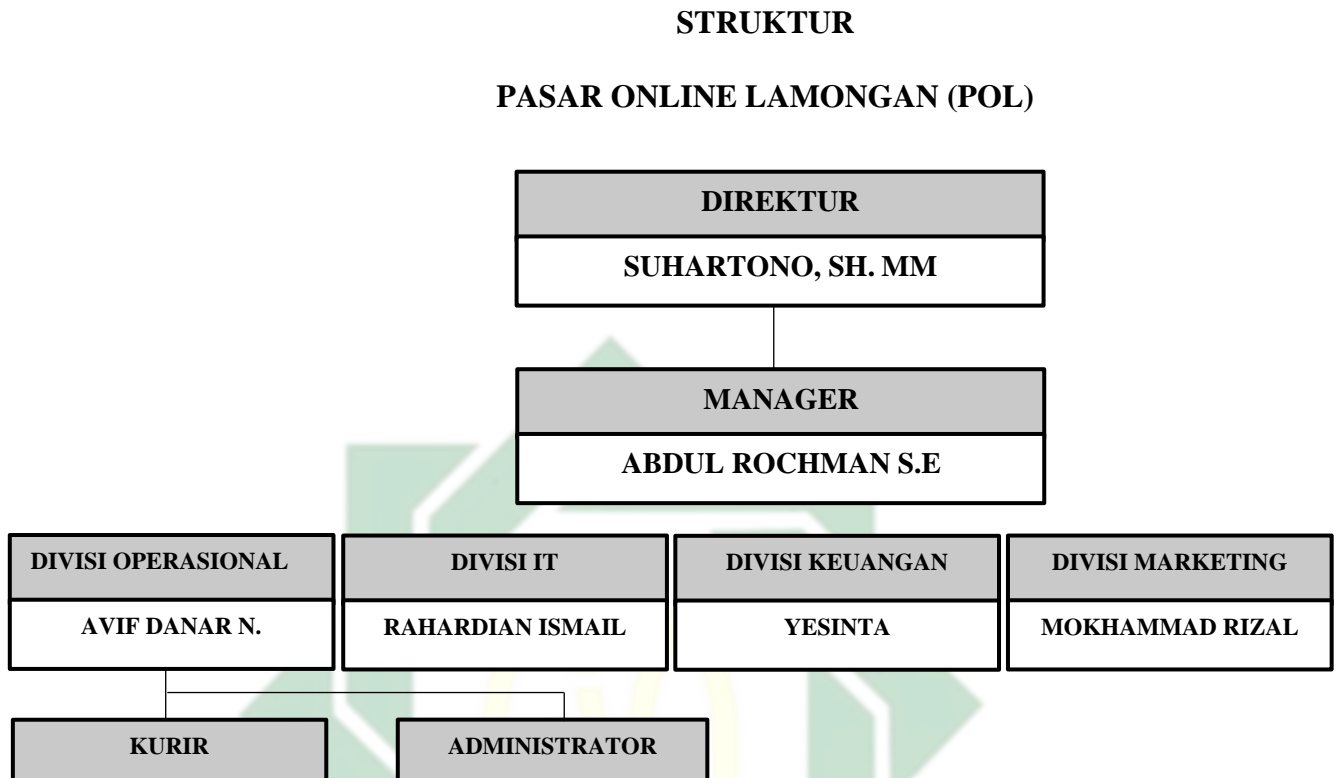 STRUKTUR
PASAR ONLINE LAMONGAN (POL)
DIREKTUR
SUHARTONO, SH. MM
MANAGER
ABDUL ROCHMAN S.E
DIVISI OPERASIONAL
AVIF DANAR N.
DIVISI IT
RAHARDIAN ISMAIL
DIVISI KEUANGAN
YESINTA
DIVISI MARKETING
MOKHAMMAD RIZAL
KURIR
ADMINISTRATOR